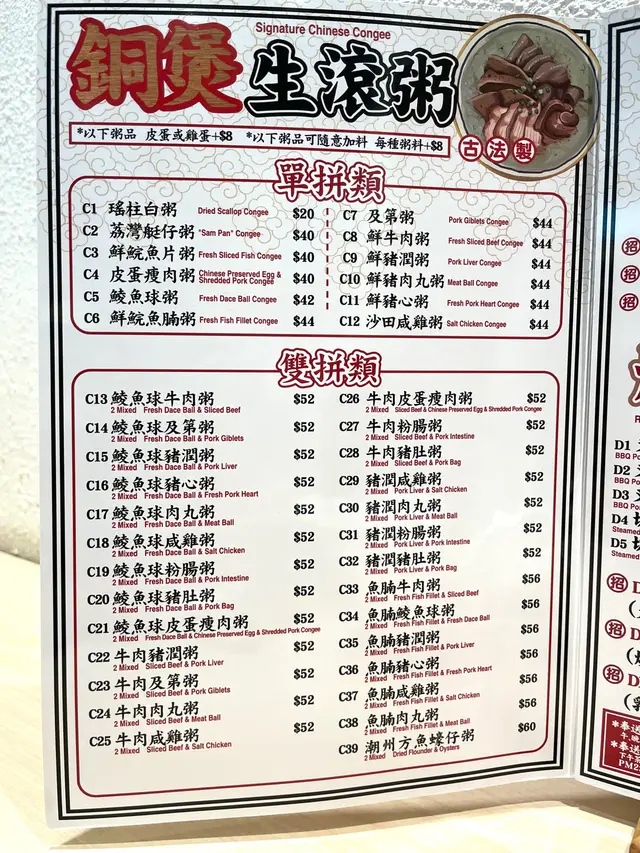 Signature Chinese Congee
銅煲生滾粥
*以下粥品 皮蛋或雞蛋+$8 *以下粥品可隨意加料 每種粥料+$8
古法製
單拼類
C1 瑤柱白粥 Dried Scallop Congee $20
C2 荔灣艇仔粥 "Sam Pan" Congee $40
C3 鮮鯇魚片粥 Fresh Sliced Fish Congee $40
C4 皮蛋瘦肉粥 Chinese Preserved Egg & Shredded Pork Congee $40
C5 鯪魚球粥 Fresh Dace Ball Congee $42
C6 鮮鯇魚腩粥 Fresh Fish Fillet Congee $44
C7 及第粥 Pork Giblets Congee $44
C8 鮮牛肉粥 Fresh Sliced Beef Congee $44
C9 鮮豬潤粥 Pork Liver Congee $44
C10 鮮豬肉丸粥 Meat Ball Congee $44
C11 鮮豬心粥 Fresh Pork Heart Congee $44
C12 沙田咸雞粥 Salt Chicken Congee $44
雙拼類
C13 鯪魚球牛肉粥 $52
2 Mixed Fresh Dace Ball & Sliced Beef
C14 鯪魚球及第粥 $52
2 Mixed Fresh Dace Ball & Pork Giblets
C15 鯪魚球豬潤粥 $52
2 Mixed Fresh Dace Ball & Pork Liver
C16 鯪魚球豬心粥 $52
2 Mixed Fresh Dace Ball & Fresh Pork Heart
C17 鯪魚球肉丸粥 $52
2 Mixed Fresh Dace Ball & Meat Ball
C18 鯪魚球咸雞粥 $52
2 Mixed Fresh Dace Ball & Salt Chicken
C19 鯪魚球粉腸粥 $52
2 Mixed Fresh Dace Ball & Pork Intestine
C20 鯪魚球豬肚粥 $52
2 Mixed Fresh Dace Ball & Pork Bag
C21 鯪魚球皮蛋瘦肉粥 $52
2 Mixed Fresh Dace Ball & Chinese Preserved Egg & Shredded Pork Congee
C22 牛肉豬潤粥 $52
2 Mixed Sliced Beef & Pork Liver
C23 牛肉及第粥 $52
2 Mixed Sliced Beef & Pork Giblets
C24 牛肉肉丸粥 $52
2 Mixed Sliced Beef & Meat Ball
C25 牛肉咸雞粥 $52
2 Mixed Sliced Beef & Salt Chicken
C26 牛肉皮蛋瘦肉粥 $52
2 Mixed Sliced Beef & Chinese Preserved Egg & Shredded Pork Congee
C27 牛肉粉腸粥 $52
2 Mixed Sliced Beef & Pork Intestine
C28 牛肉豬肚粥 $52
2 Mixed Sliced Beef & Pork Bag
C29 豬潤咸雞粥 $52
2 Mixed Pork Liver & Salt Chicken
C30 豬潤肉丸粥 $52
2 Mixed Pork Liver & Meat Ball
C31 豬潤粉腸粥 $52
2 Mixed Pork Liver & Pork Intestine
C32 豬潤豬肚粥 $52
2 Mixed Pork Liver & Pork Bag
C33 魚腩牛肉粥 $56
2 Mixed Fresh Fish Fillet & Sliced Beef
C34 魚腩鯪魚球粥 $56
2 Mixed Fresh Fish Fillet & Fresh Dace Ball
C35 魚腩豬潤粥 $56
2 Mixed Fresh Fish Fillet & Pork Liver
C36 魚腩豬心粥 $56
2 Mixed Fresh Fish Fillet & Fresh Pork Heart
C37 魚腩咸雞粥 $56
2 Mixed Fresh Fish Fillet & Salt Chicken
C38 魚腩肉丸粥 $56
2 Mixed Fresh Fish Fillet & Meat Ball
C39 潮州方魚蠔仔粥 $60
2 Mixed Dried Flounder & Oysters
招
招
招
D1
BBQ Po
D2
BBQ Po
D3
BBQ Po
D4
Steamed
D5
Steamed
招 D
招 D
招 D